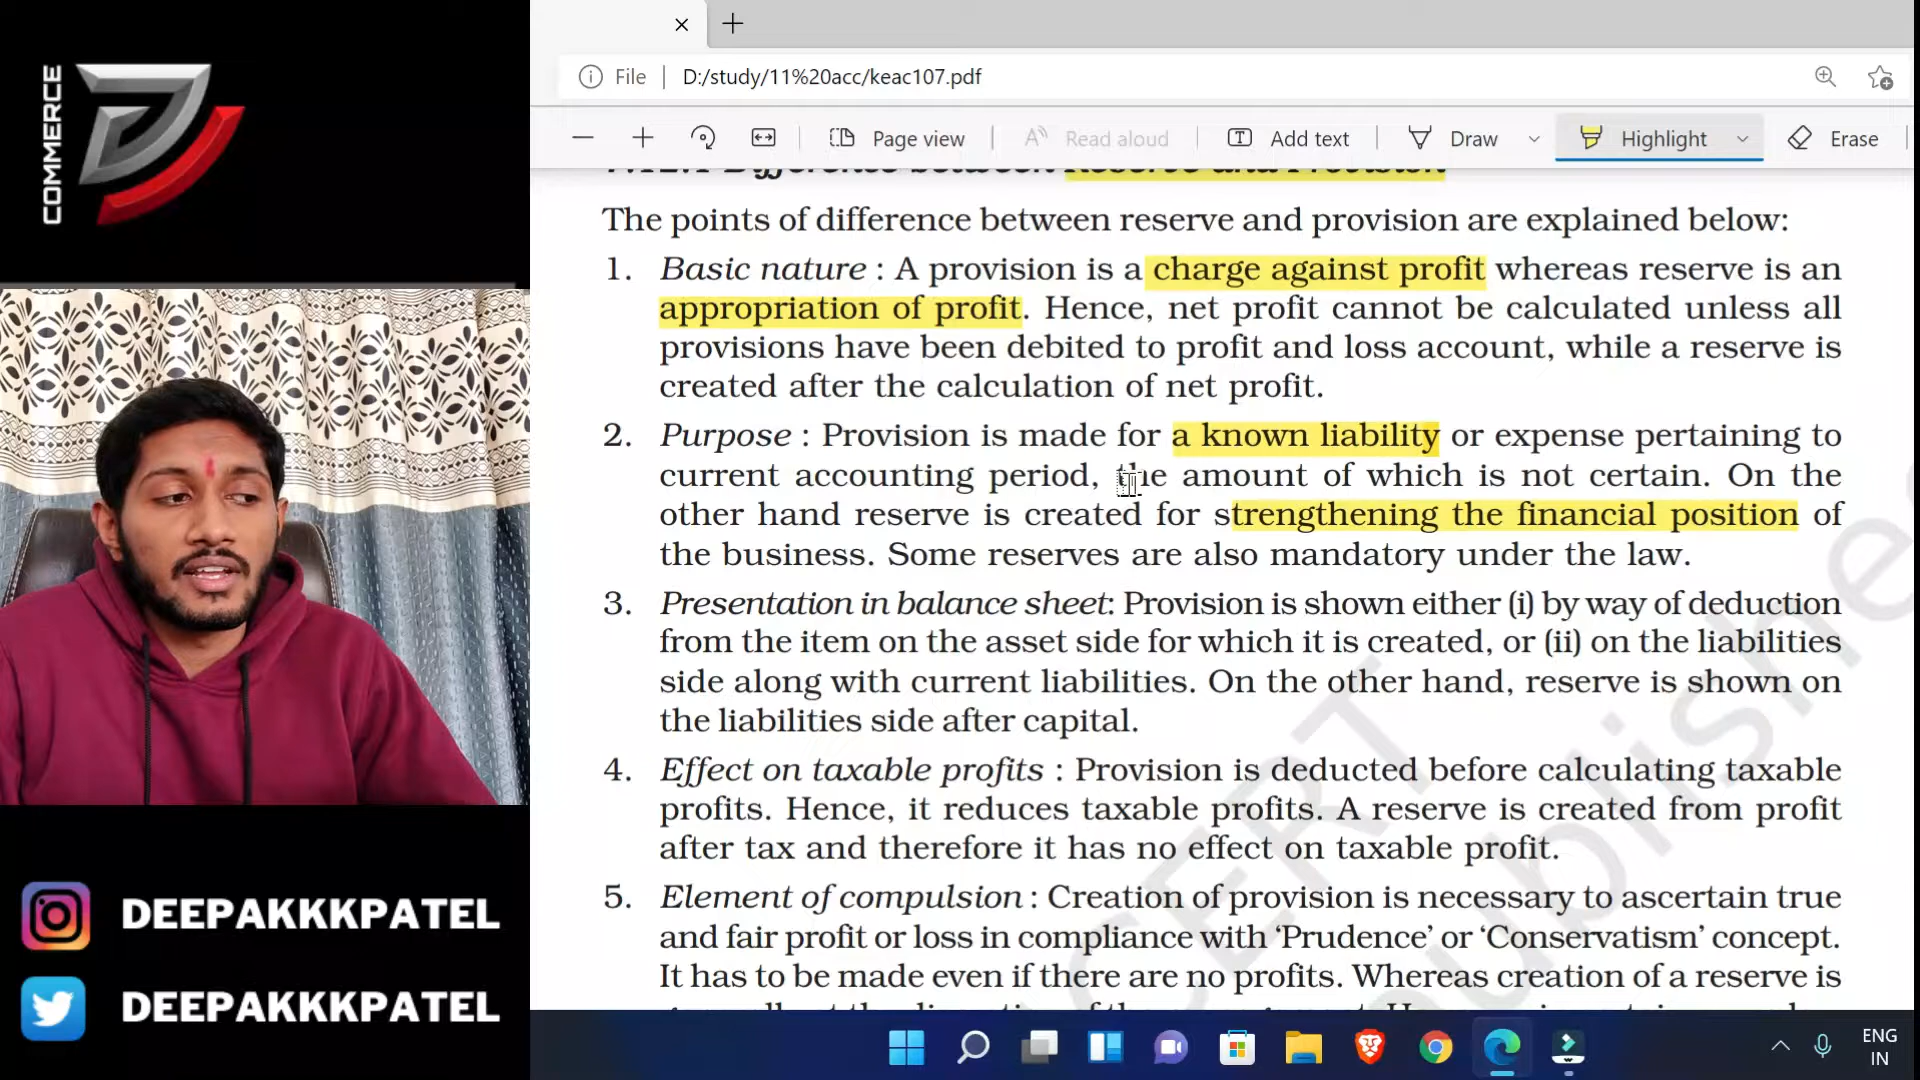 COMMERCE
File
D:/study/11%20acc/keac107.pdf
Page view
Read aloud
Add text
Draw
Highlight
Erase
7.12.1 Difference between Reserve and Provision
The points of difference between reserve and provision are explained below:
1. Basic nature : A provision is a charge against profit whereas reserve is an
appropriation of profit. Hence, net profit cannot be calculated unless all
provisions have been debited to profit and loss account, while a reserve is
created after the calculation of net profit.
2. Purpose : Provision is made for a known liability or expense pertaining to
current accounting period, the amount of which is not certain. On the
other hand reserve is created for strengthening the financial position of
the business. Some reserves are also mandatory under the law.
3. Presentation in balance sheet: Provision is shown either (i) by way of deduction
from the item on the asset side for which it is created, or (ii) on the liabilities
side along with current liabilities. On the other hand, reserve is shown on
the liabilities side after capital.
4. Effect on taxable profits : Provision is deducted before calculating taxable
profits. Hence, it reduces taxable profits. A reserve is created from profit
after tax and therefore it has no effect on taxable profit.
5. Element of compulsion : Creation of provision is necessary to ascertain true
and fair profit or loss in compliance with ‘Prudence’ or ‘Conservatism’ concept.
It has to be made even if there are no profits. Whereas creation of a reserve is
DEEPAKKKPATEL
DEEPAKKKPATEL
ENG
IN